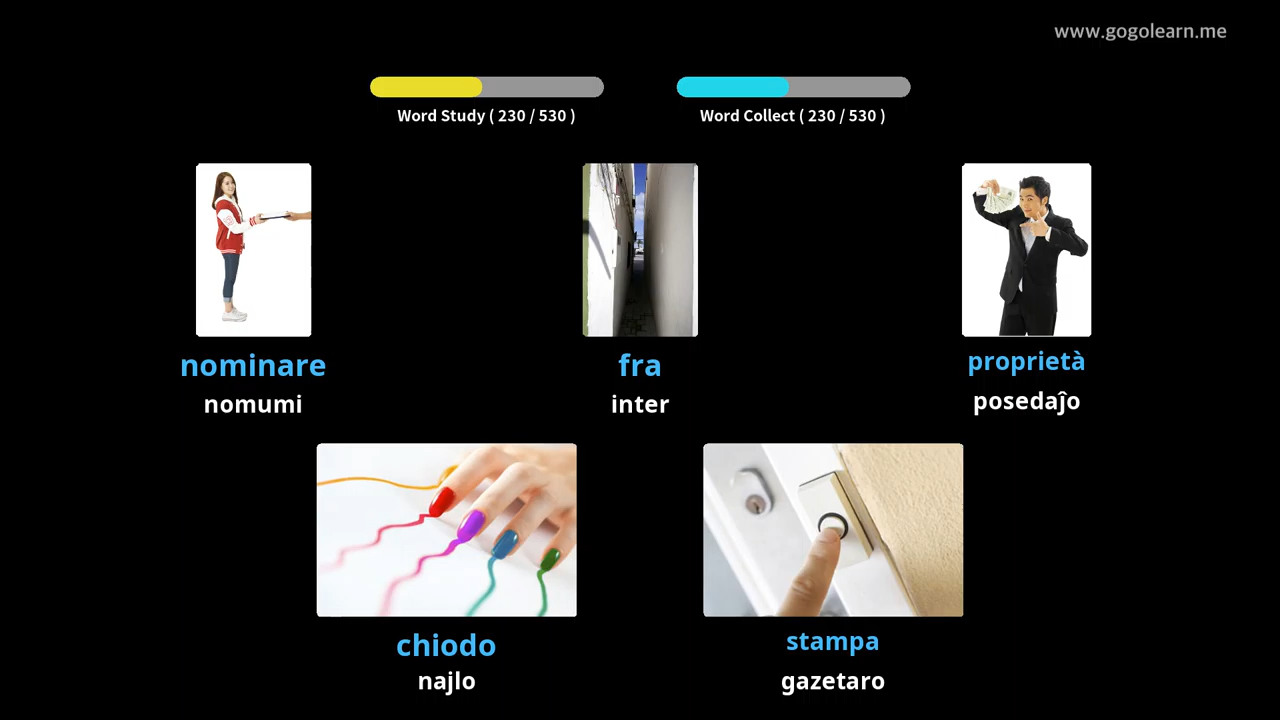 www.gogolearn.me
Word Study ( 230 / 530 )
Word Collect ( 230 / 530 )
nominare
nomumi
fra
inter
proprietà
posedaĵo
chiodo
najlo
stampa
gazetaro